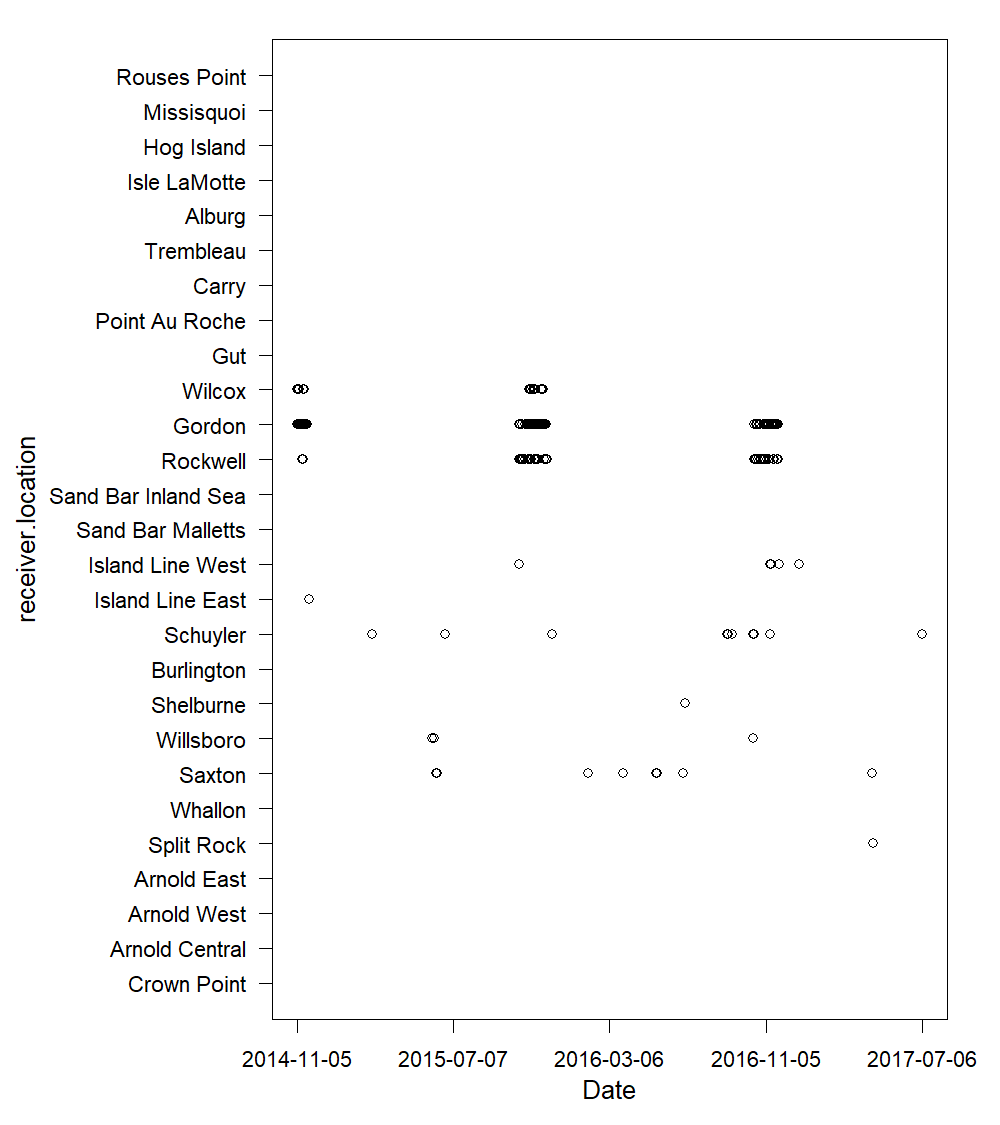 Rouses Point
Missisquoi
Hog Island
Isle LaMotte
Alburg
Trembleau
Carry
Point Au Roche
Gut
Wilcox
Gordon
Rockwell
Sand Bar Inland Sea
Sand Bar Malletts
Island Line West
Island Line East
Schuyler
Burlington
Shelburne
Willsboro
Saxton
Whallon
Split Rock
Arnold East
Arnold West
Arnold Central
Crown Point
receiver.location
2014-11-05 2015-07-07 2016-03-06 2016-11-05 2017-07-06
Date